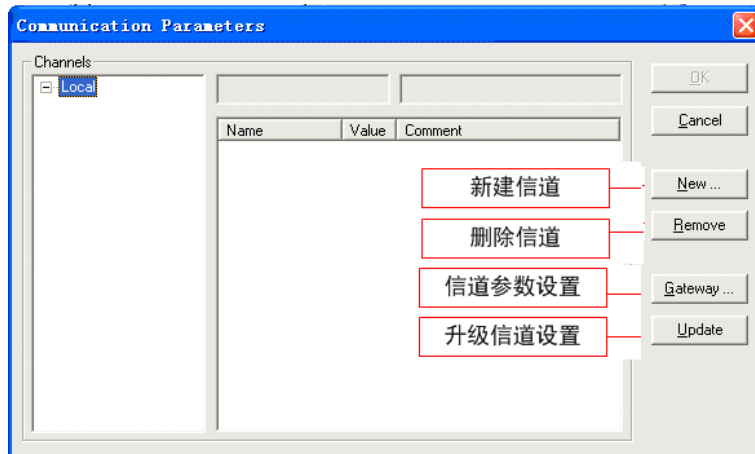 Communication Parameters
Channels
Local
Name Value Comment
OK
Cancel
新建信道 New ...
删除信道 Remove
信道参数设置 Gateway ...
升级信道设置 Update